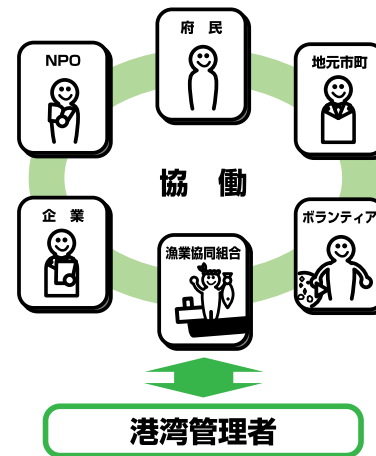 府 民
NPO
地元市町
協 働
企 業
ボランティア
漁業協同組合
港湾管理者